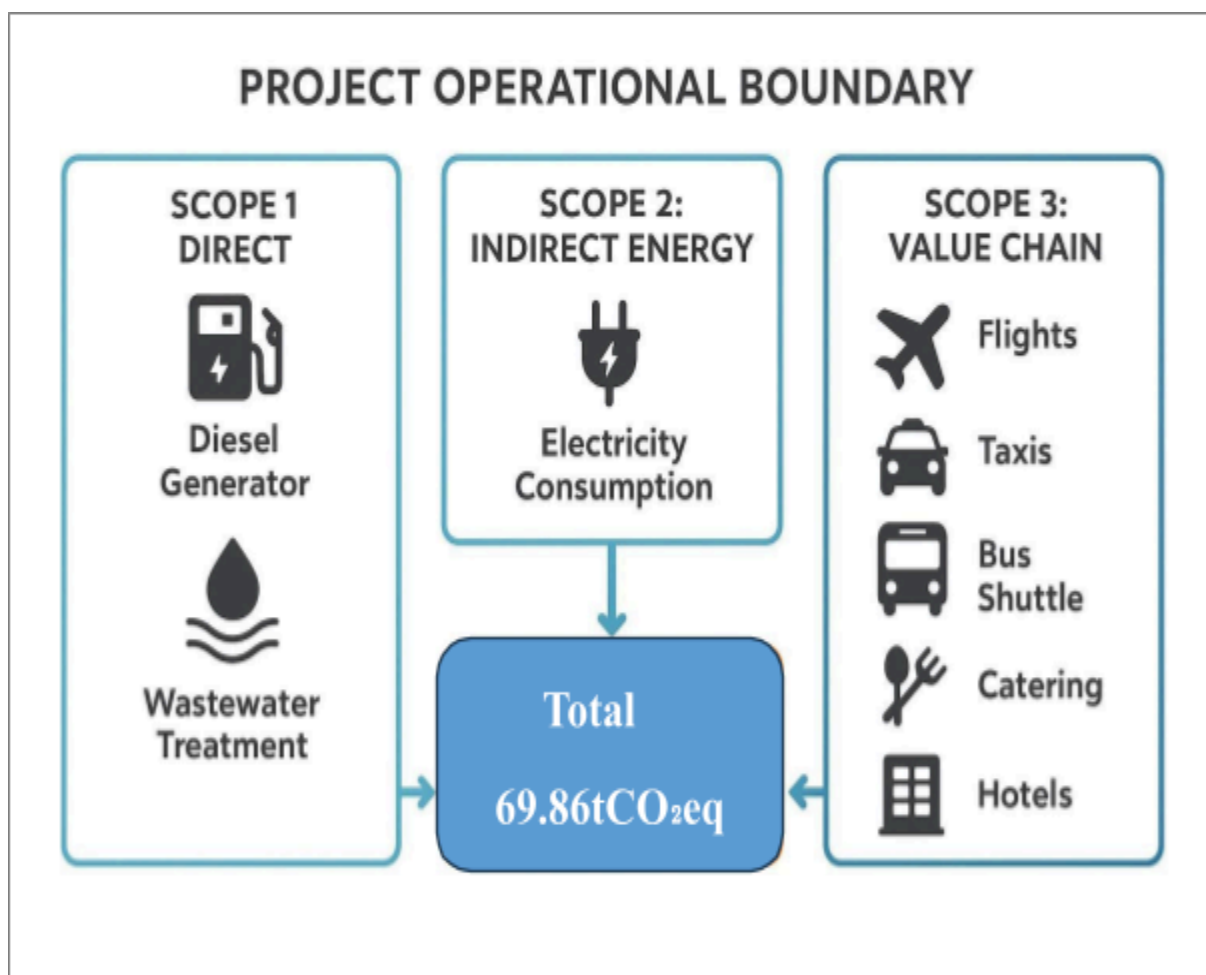 PROJECT OPERATIONAL BOUNDARY
SCOPE 1
DIRECT
Diesel
Generator
Wastewater
Treatment
SCOPE 2:
INDIRECT ENERGY
Electricity
Consumption
SCOPE 3:
VALUE CHAIN
Flights
Taxis
Bus
Shuttle
Catering
Hotels
Total
69.86tCO₂eq